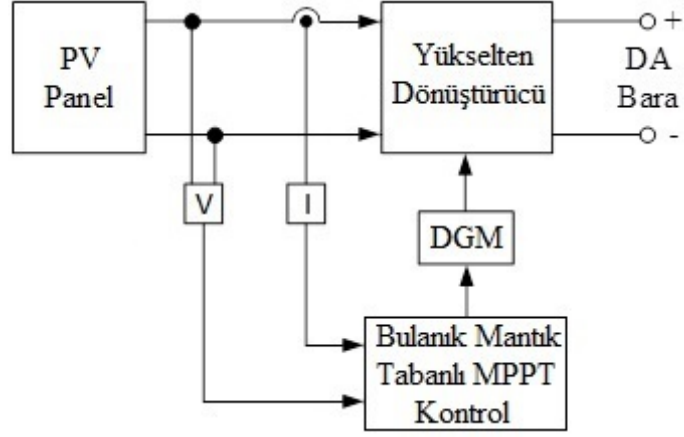 PV
Panel
Yükselten
Dönüştürücü
+
DA
Bara
-
V
I
DGM
Bulanık Mantık
Tabanlı MPPT
Kontrol